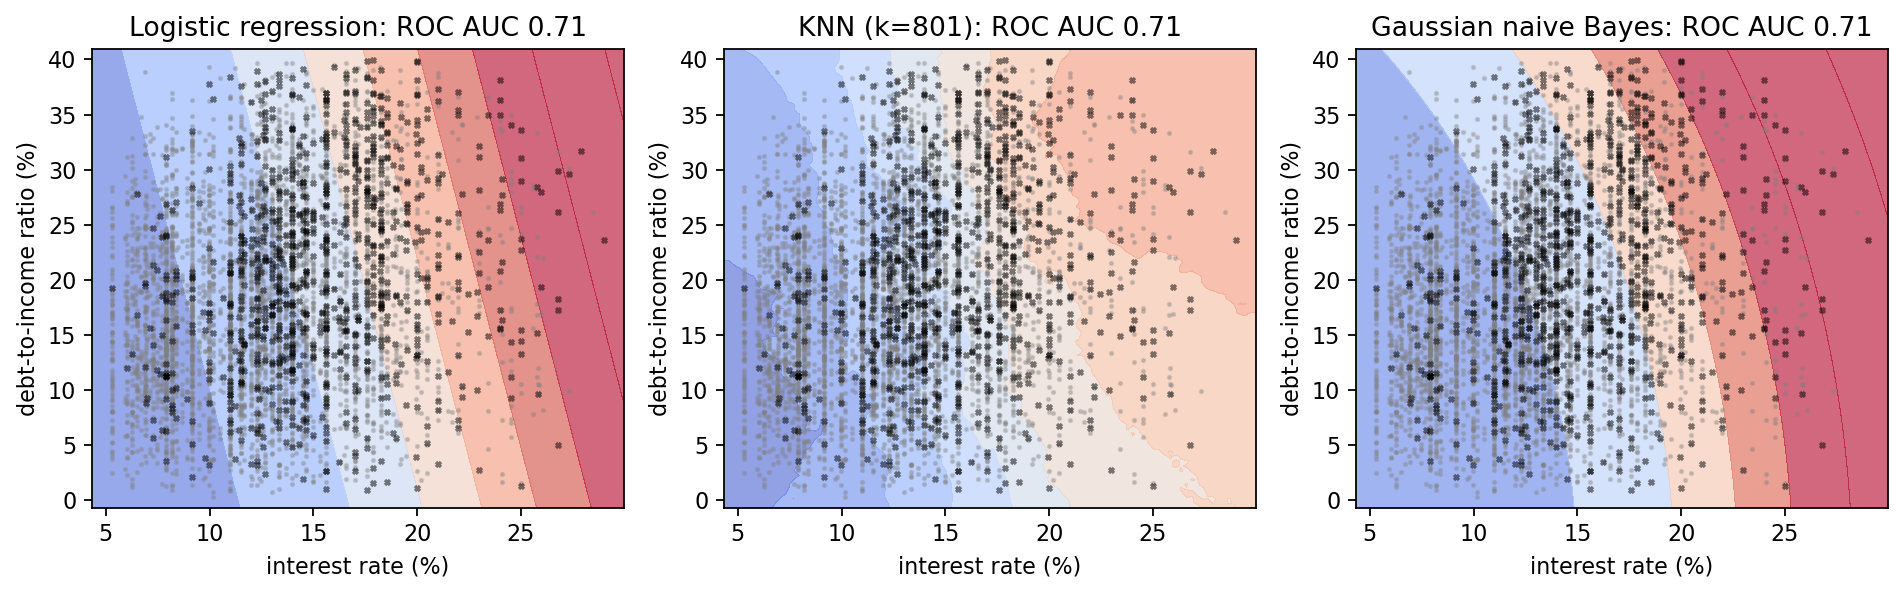 Logistic regression: ROC AUC 0.71
40
35
30
25
20
15
10
5
0
debt-to-income ratio (%)
5 10 15 20 25
interest rate (%)
KNN (k=801): ROC AUC 0.71
40
35
30
25
20
15
10
5
0
debt-to-income ratio (%)
5 10 15 20 25
interest rate (%)
Gaussian naive Bayes: ROC AUC 0.71
40
35
30
25
20
15
10
5
0
debt-to-income ratio (%)
5 10 15 20 25
interest rate (%)